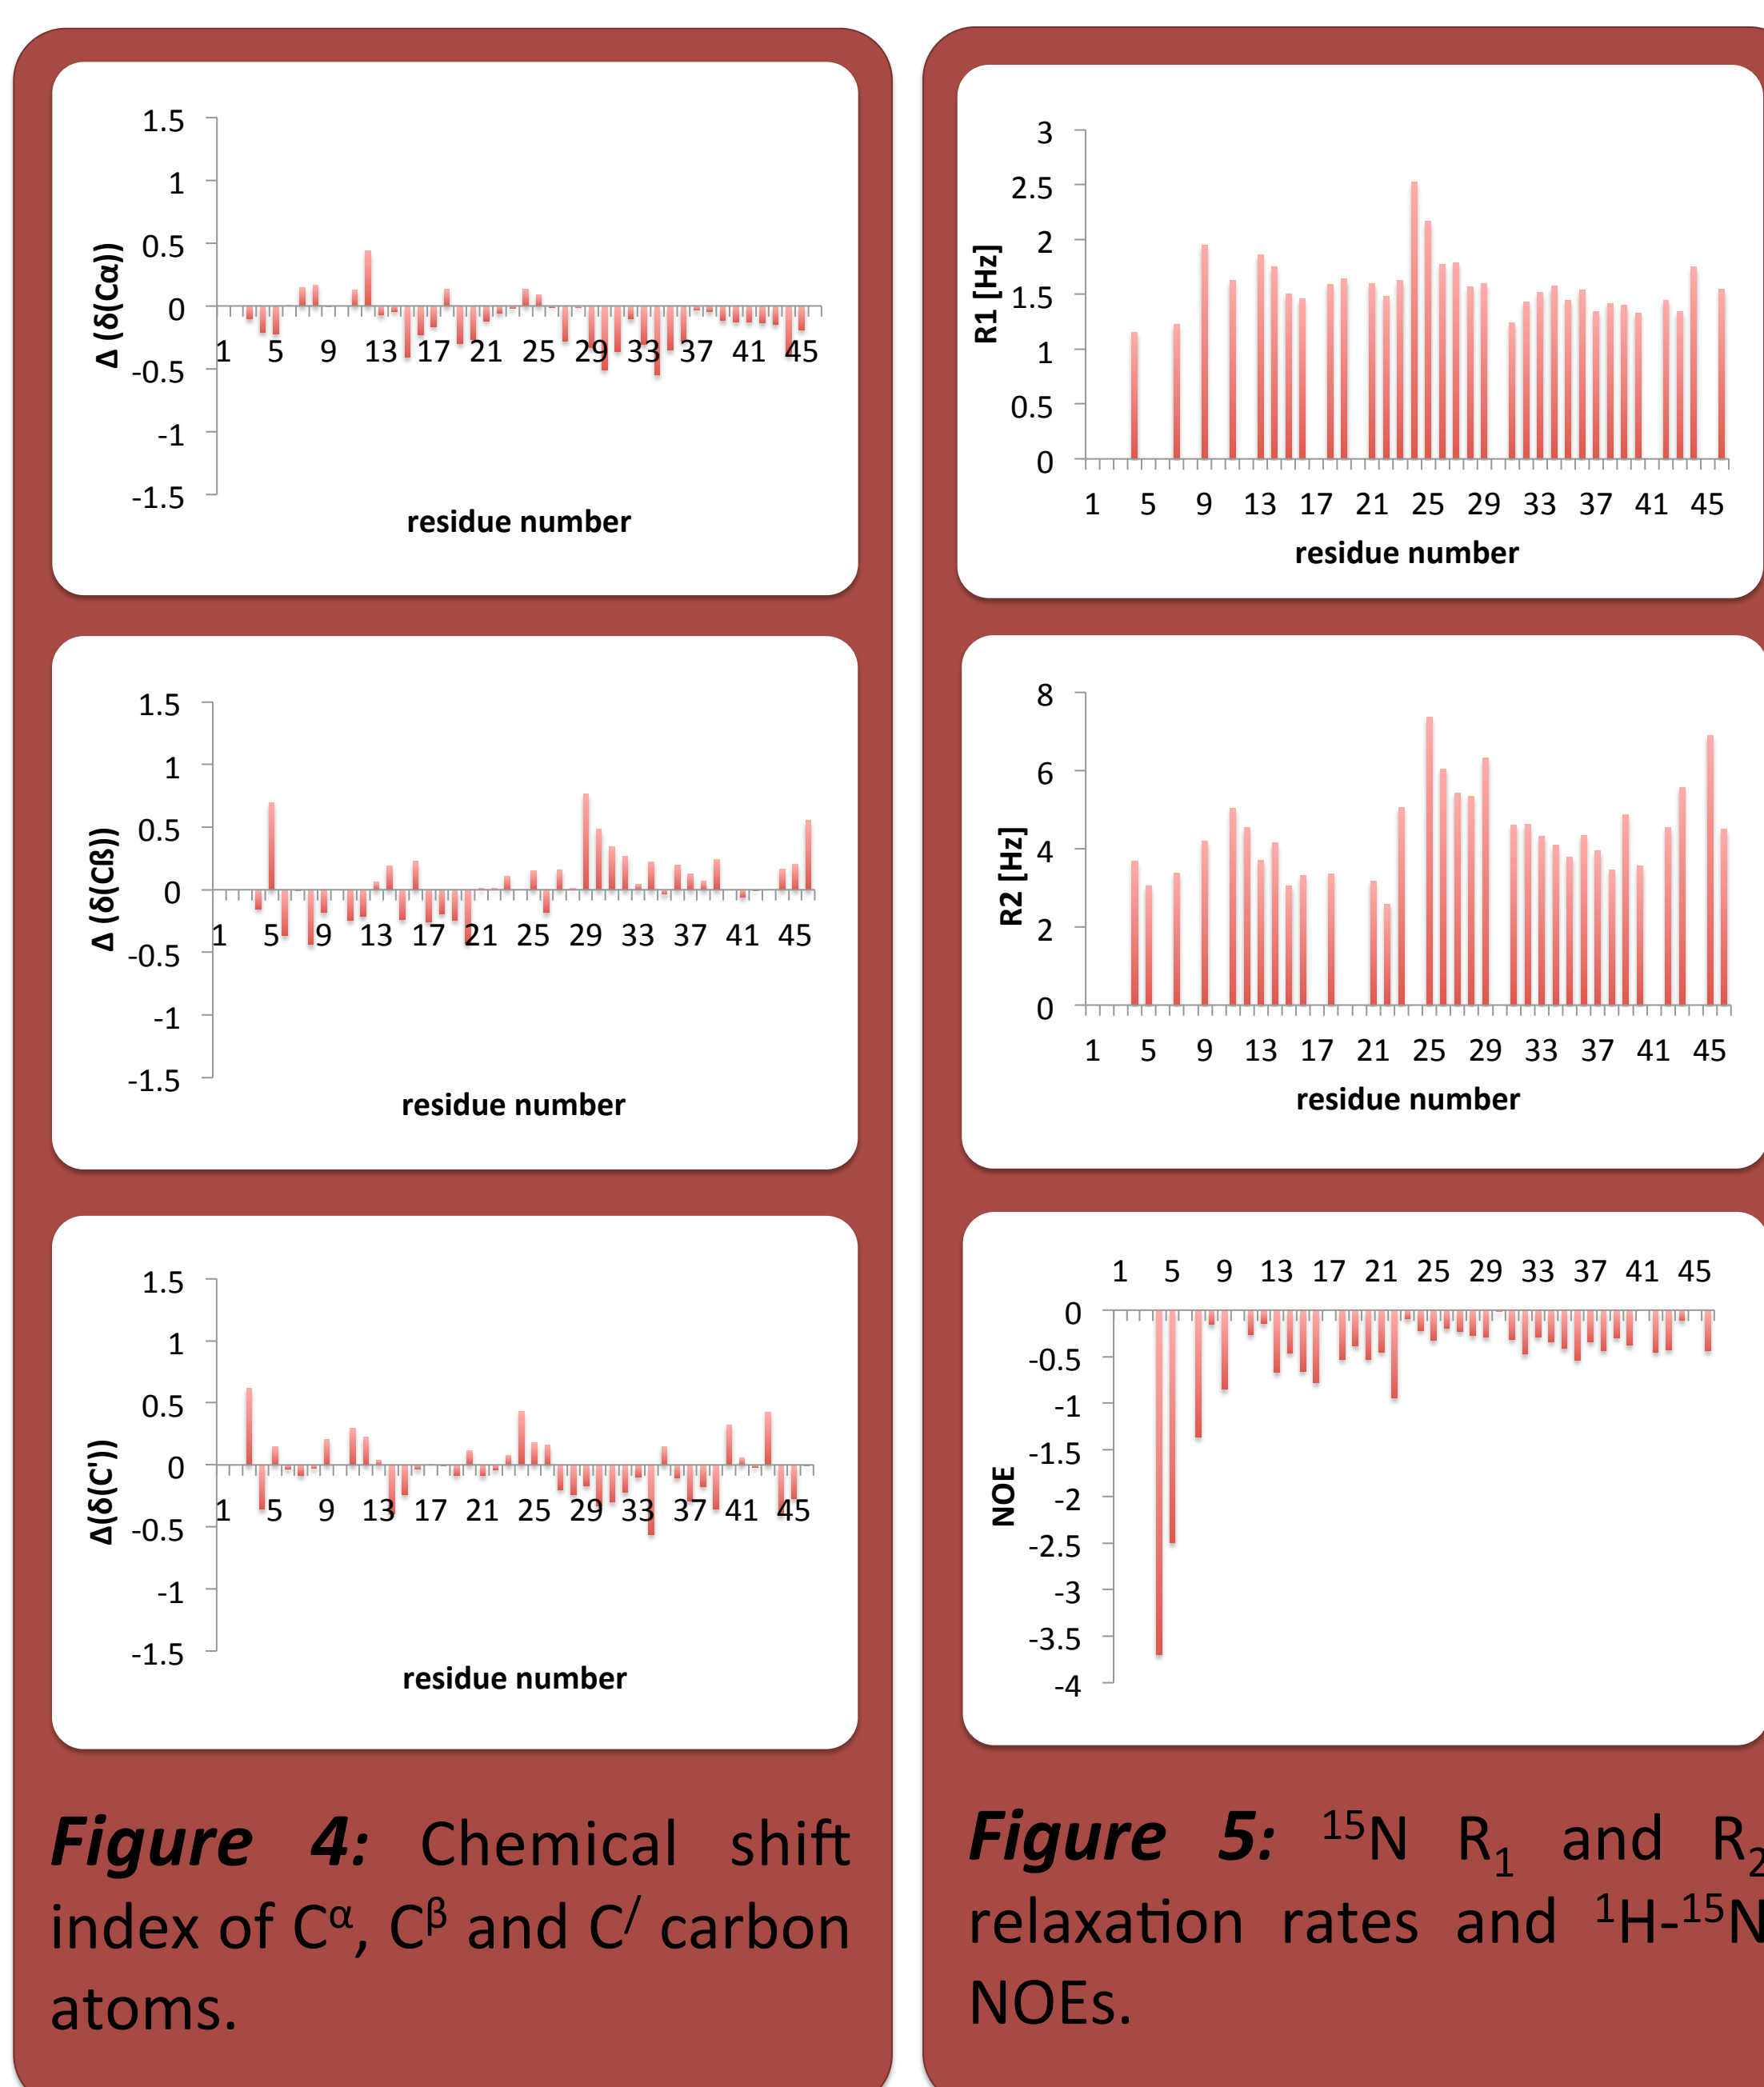 1.5
1
0.5
0
-0.5
-1
-1.5
Δ (δ(Cα))
1 5 9 13 17 21 25 29 33 37 41 45
residue number
1.5
1
0.5
0
-0.5
-1
-1.5
Δ (δ(Cß))
1 5 9 13 17 21 25 29 33 37 41 45
residue number
1.5
1
0.5
0
-0.5
-1
-1.5
Δ(δ(C'))
1 5 9 13 17 21 25 29 33 37 41 45
residue number
Figure 4: Chemical shift
index of Cα, Cβ and C/ carbon
atoms.
3
2.5
2
1.5
1
0.5
0
R1 [Hz]
1 5 9 13 17 21 25 29 33 37 41 45
residue number
8
6
4
2
0
R2 [Hz]
1 5 9 13 17 21 25 29 33 37 41 45
residue number
1 5 9 13 17 21 25 29 33 37 41 45
0
-0.5
-1
-1.5
-2
-2.5
-3
-3.5
-4
NOE
Figure 5: 15N R1 and R2
relaxation rates and 1H-15N
NOEs.